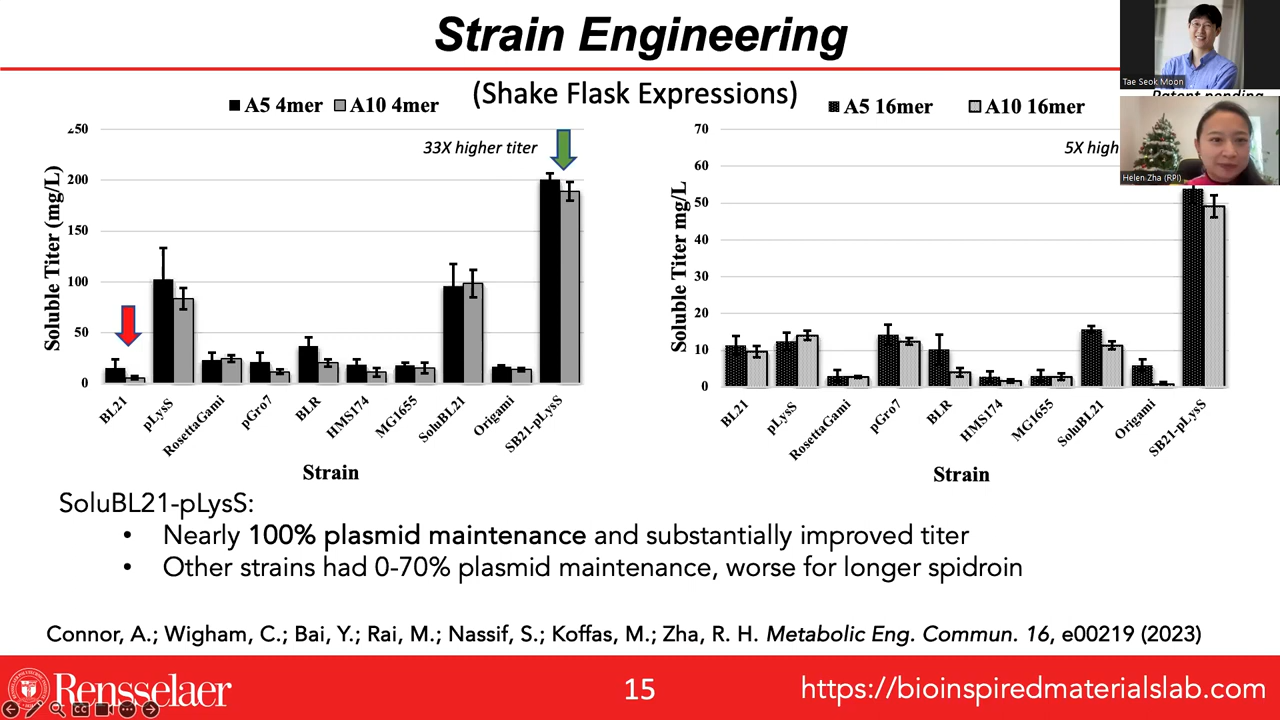 Strain Engineering
(Shake Flask Expressions)
Tae Seok Moon
Helen Zha (RPI)
A5 4mer A10 4mer
33X higher titer
Soluble Titer (mg/L)
250
200
150
100
50
0
BL21
pLysS
RosettaGami
pGro7
BLR
HMS174
MG1655
SoluBL21
Origami
SB21-pLysS
Strain
A5 16mer A10 16mer
5X high
Soluble Titer mg/L
70
60
50
40
30
20
10
0
BL21
pLysS
RosettaGami
pGro7
BLR
HMS174
MG1655
SoluBL21
Origami
SB21-pLysS
Strain
SoluBL21-pLysS:
• Nearly 100% plasmid maintenance and substantially improved titer
• Other strains had 0-70% plasmid maintenance, worse for longer spidroin
Connor, A.; Wigham, C.; Bai, Y.; Rai, M.; Nassif, S.; Koffas, M.; Zha, R. H. Metabolic Eng. Commun. 16, e00219 (2023)
Rensselaer
15
https://bioinspiredmaterialslab.com